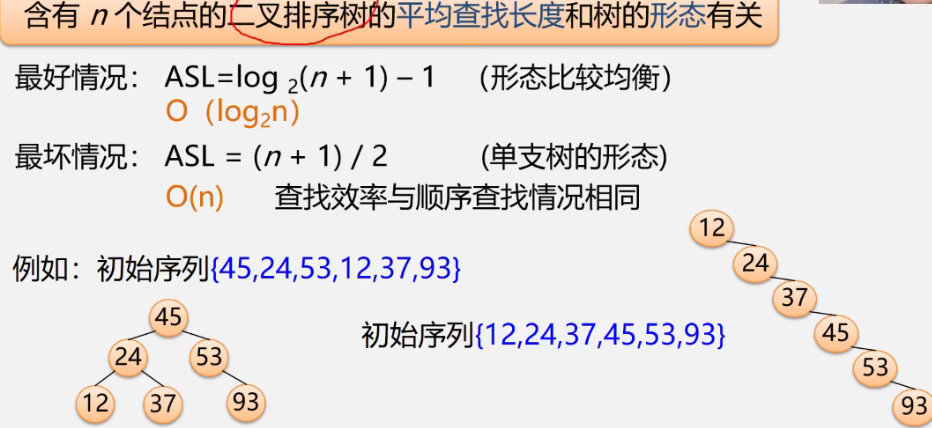 含有 n 个结点的二叉排序树的平均查找长度和树的形态有关
最好情况： ASL=log ₂(n + 1) – 1 （形态比较均衡）
O（log₂n）
最坏情况： ASL = (n + 1) / 2 (单支树的形态)
O(n) 查找效率与顺序查找情况相同
例如：初始序列{45,24,53,12,37,93}
45
24 53
12 37 93
初始序列{12,24,37,45,53,93}
12
24
37
45
53
93